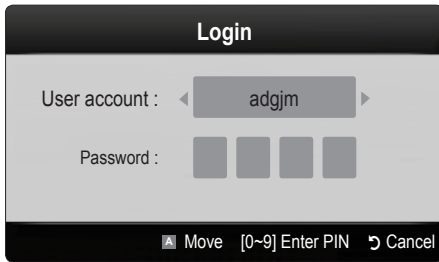 Login
User account : adgjm
Password :
A Move [0~9] Enter PIN Cancel